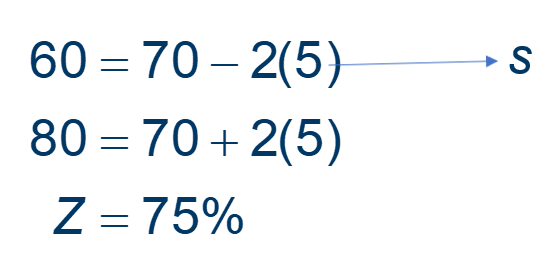 60 = 70 − 2(5) s
80 = 70 + 2(5)
Z = 75%